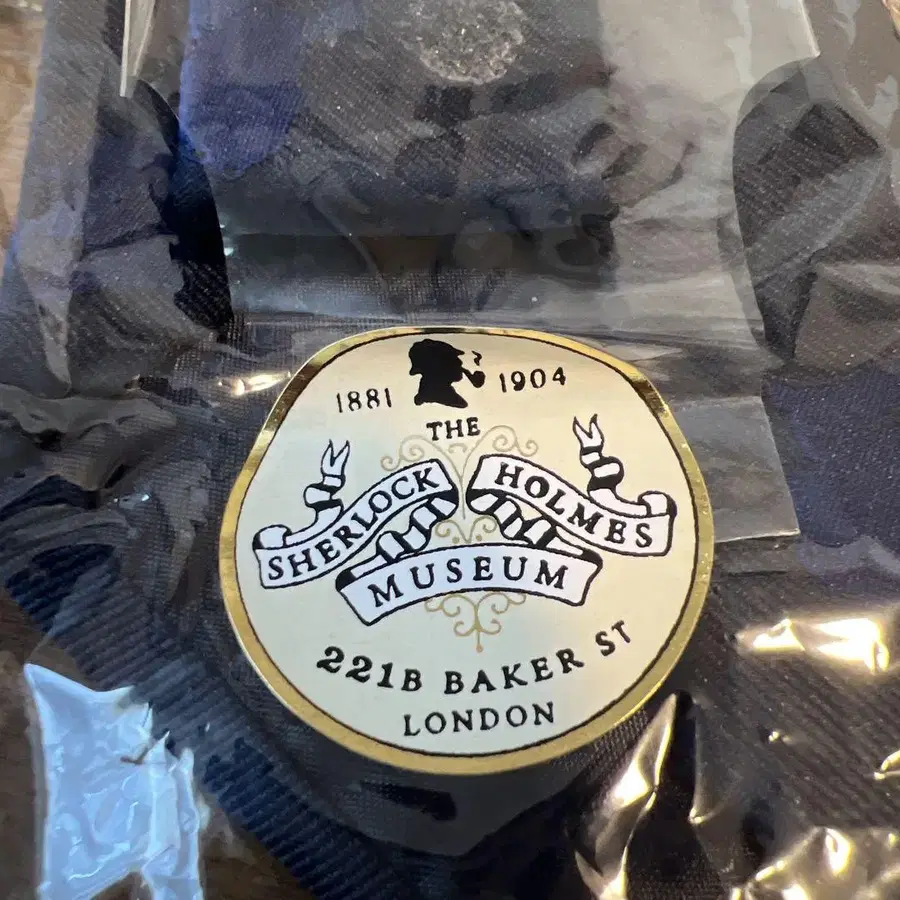 1881 1904
THE
SHERLOCK HOLMES
MUSEUM
221B BAKER ST
LONDON